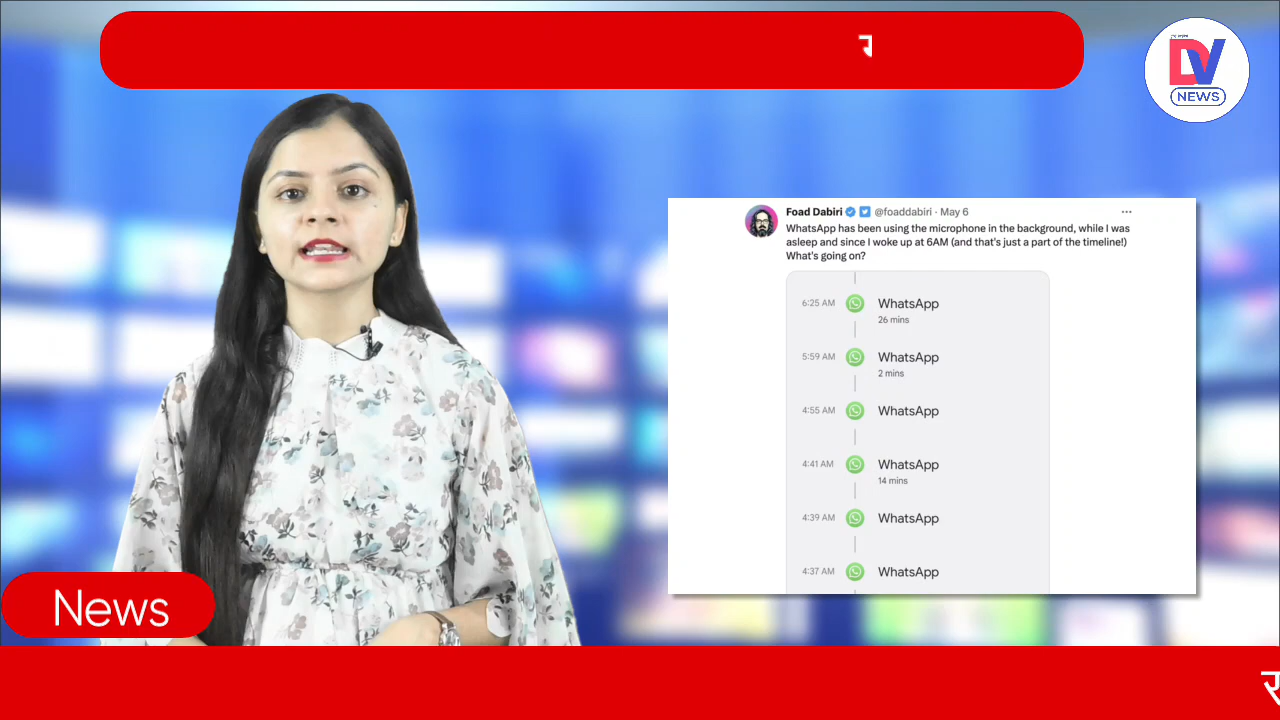 DV
NEWS
Foad Dabiri @foaddabiri · May 6
WhatsApp has been using the microphone in the background, while I was
asleep and since I woke up at 6AM (and that's just a part of the timeline!)
What's going on?
6:25 AM WhatsApp
26 mins
5:59 AM WhatsApp
2 mins
4:55 AM WhatsApp
4:41 AM WhatsApp
14 mins
4:39 AM WhatsApp
4:37 AM WhatsApp
News